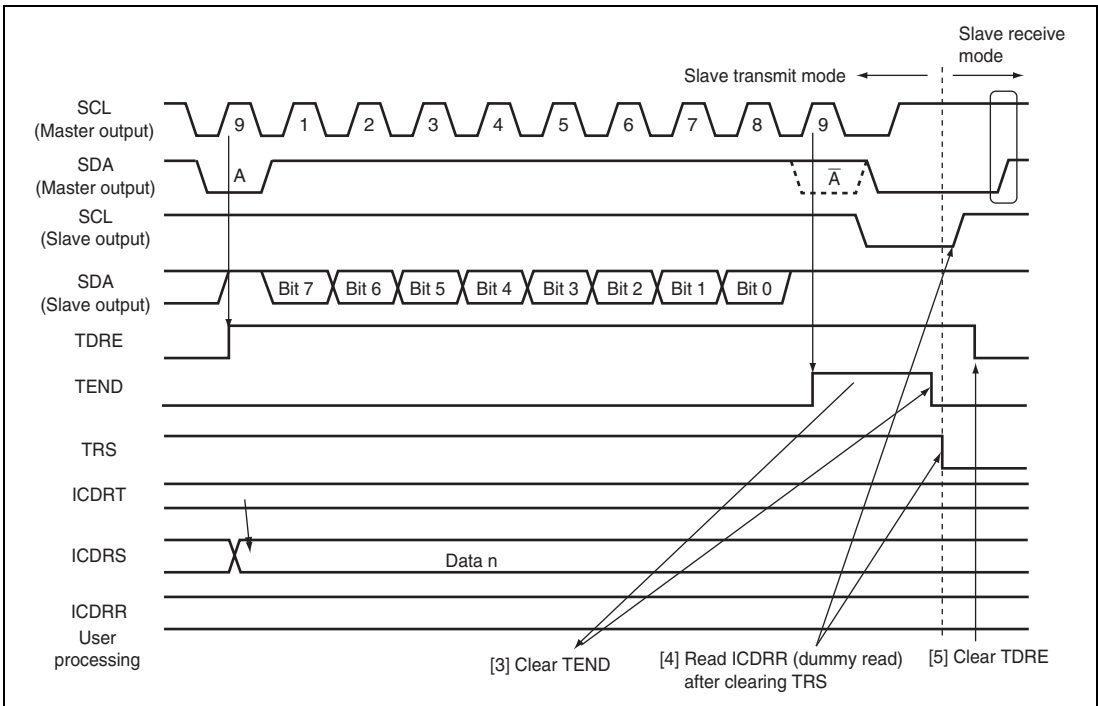 Slave receive
mode
Slave transmit mode
SCL
(Master output)
9 1 2 3 4 5 6 7 8 9
SDA
(Master output)
A A̅
SCL
(Slave output)
SDA
(Slave output)
Bit 7 Bit 6 Bit 5 Bit 4 Bit 3 Bit 2 Bit 1 Bit 0
TDRE
TEND
TRS
ICDRT
ICDRS
Data n
ICDRR
User
processing
[3] Clear TEND
[4] Read ICDRR (dummy read)
after clearing TRS
[5] Clear TDRE